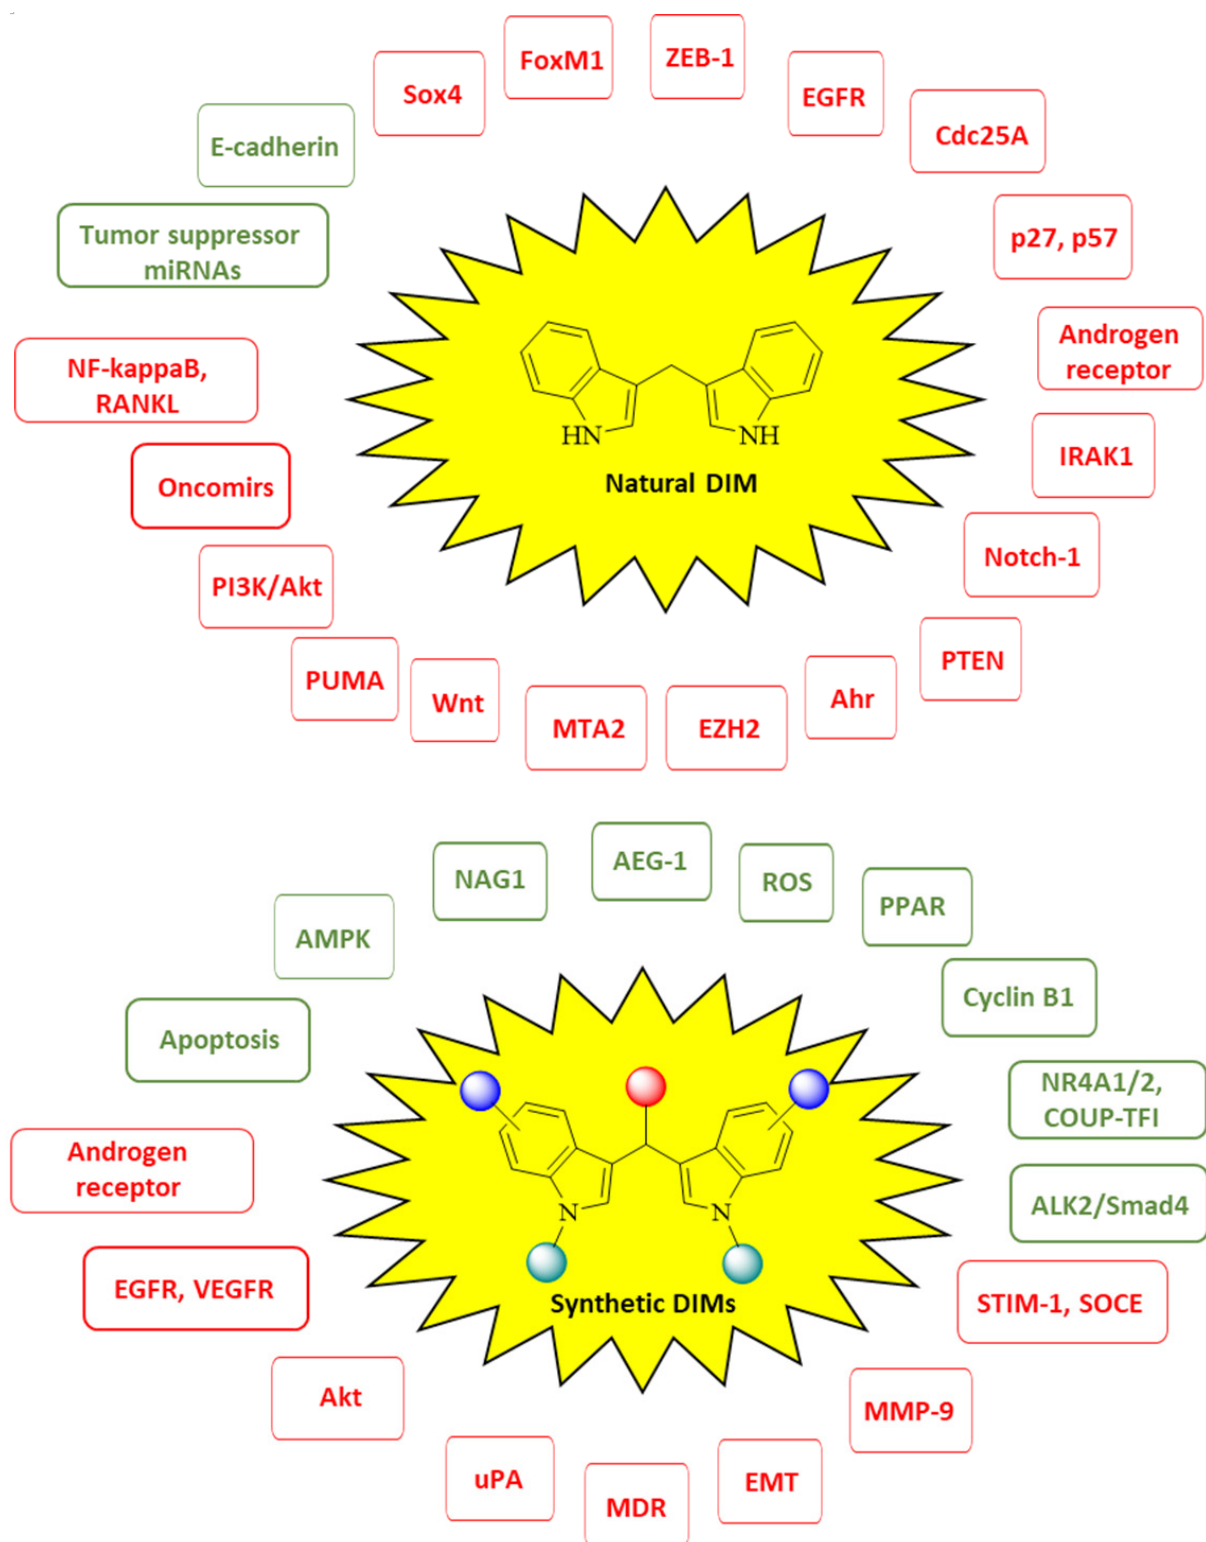 FoxM1
ZEB-1
Sox4
EGFR
Cdc25A
E-cadherin
Tumor suppressor
miRNAs
p27, p57
Androgen
receptor
NF-kappaB,
RANKL
HN
NH
IRAK1
Natural DIM
Oncomirs
Notch-1
PI3K/Akt
PTEN
PUMA
Wnt
Ahr
MTA2
EZH2
AEG-1
NAG1
ROS
PPAR
AMPK
Cyclin B1
Apoptosis
NR4A1/2,
COUP-TFI
Androgen
receptor
N
N
ALK2/Smad4
EGFR, VEGFR
Synthetic DIMs
STIM-1, SOCE
Akt
MMP-9
uPA
EMT
MDR